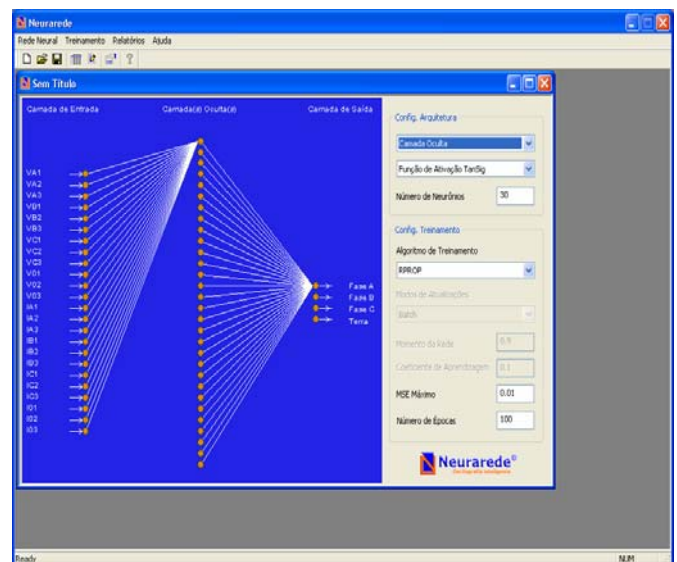 Neurarede
Rede Neural Treinamento Relatórios Ajuda
Sem Título
Camada de Entrada Camada(s) Oculta(s) Camada de Saída
VA1
VA2
VA3
VB1
VB2
VB3
VC1
VC2
VC3
V01
V02
V03
IA1
IA2
IA3
IB1
IB2
IB3
IC1
IC2
IC3
I01
I02
I03
Fase A
Fase B
Fase C
Terra
Config. Arquitetura
Camada Oculta
Função de Ativação TanSig
Número de Neurônios 30
Config. Treinamento
Algoritmo de Treinamento
RPROP
Modos de Atualizações
Batch
Momento da Rede 0.9
Coeficiente de Aprendizagem 0.1
MSE Máximo 0.01
Número de Épocas 100
Neurarede®
Ready NUM